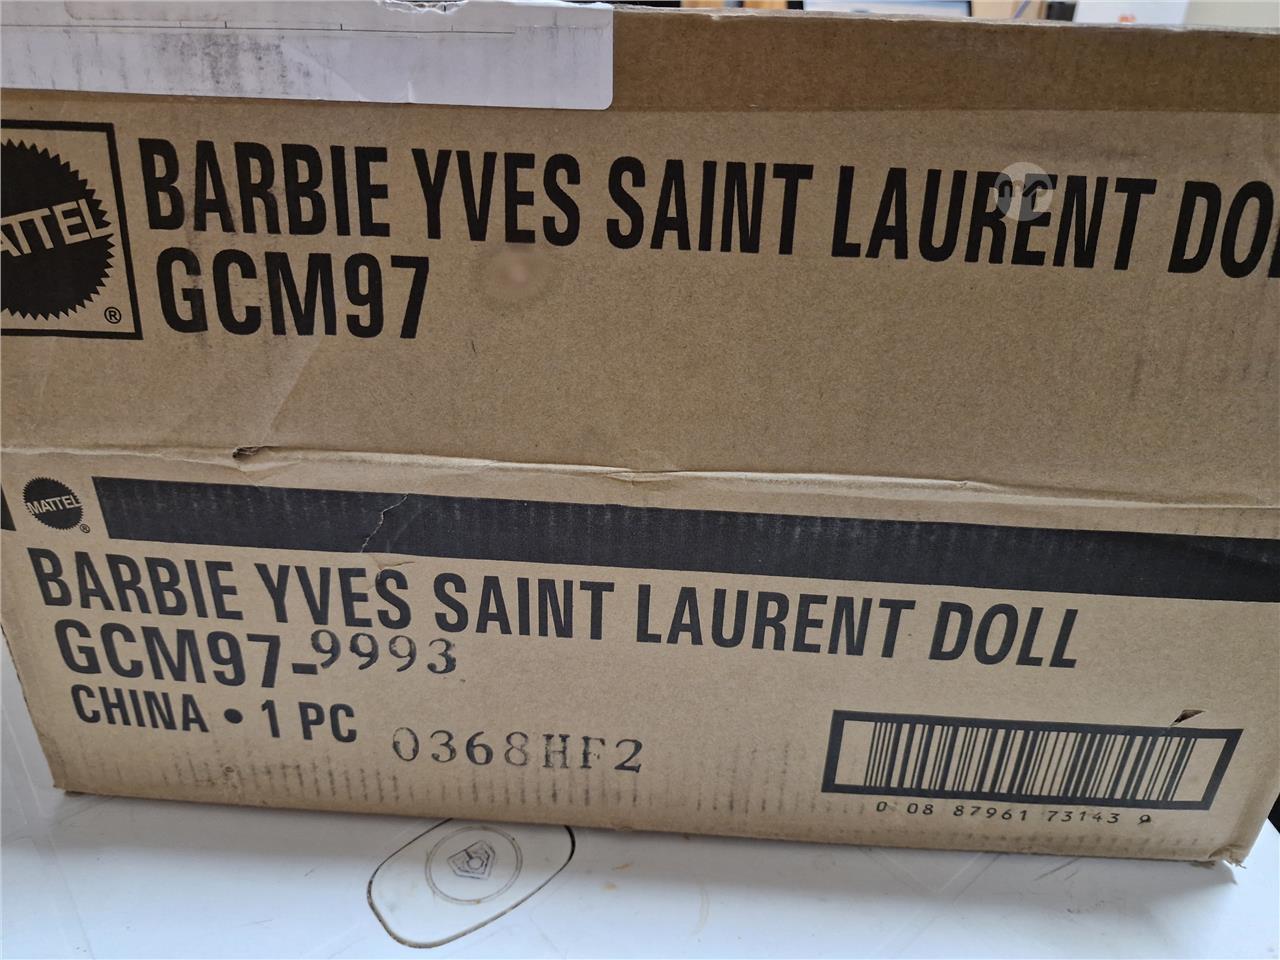 MATTEL
®
BARBIE YVES SAINT LAURENT DO
GCM97
MATTEL
®
BARBIE YVES SAINT LAURENT DOLL
GCM97-9993
CHINA • 1 PC
0368HF2
0 08 87961 73143 9